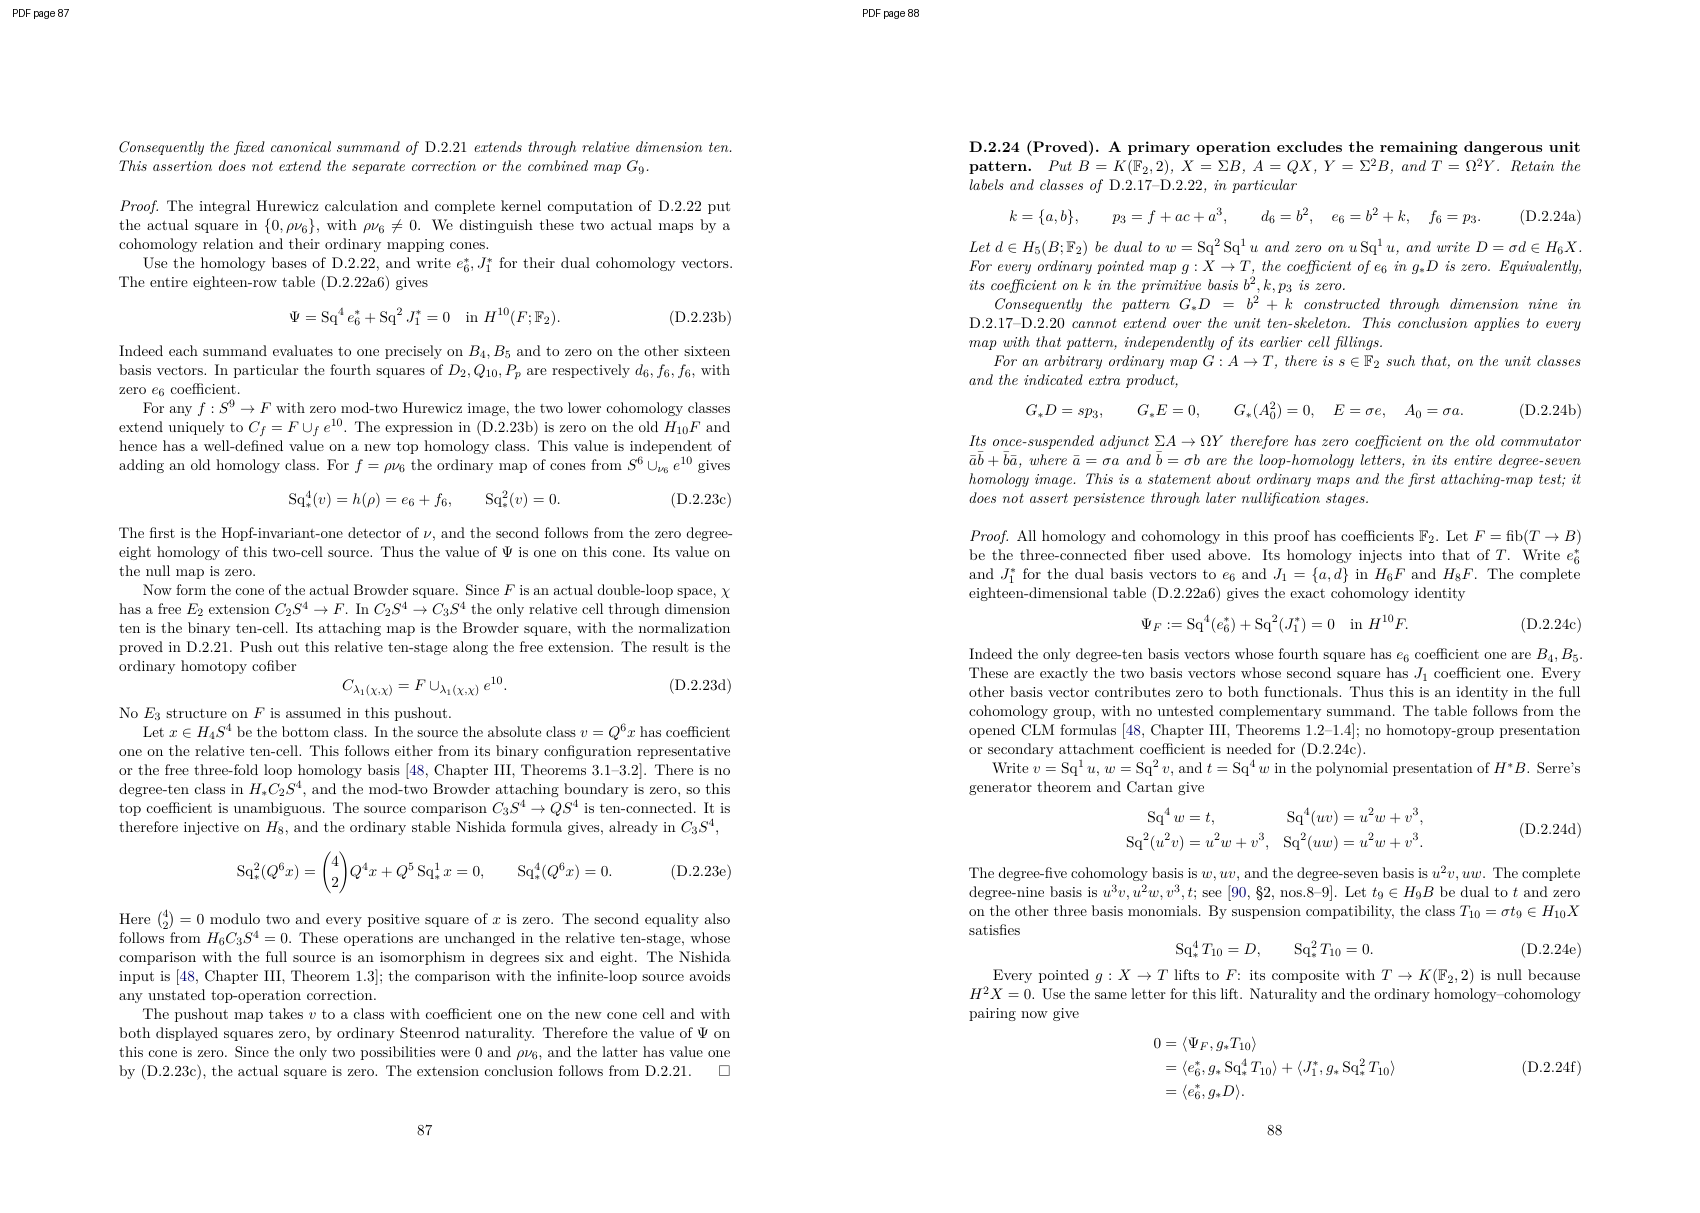 PDF page 87
Consequently the fixed canonical summand of D.2.21 extends through relative dimension ten.
This assertion does not extend the separate correction or the combined map G₉.
Proof. The integral Hurewicz calculation and complete kernel computation of D.2.22 put
the actual square in {0, ρν₆}, with ρν₆ ≠ 0. We distinguish these two actual maps by a
cohomology relation and their ordinary mapping cones.
Use the homology bases of D.2.22, and write e₆*, J₁* for their dual cohomology vectors.
The entire eighteen-row table (D.2.22a6) gives
Ψ = Sq⁴ e₆* + Sq² J₁* = 0 in H¹⁰(F; 𝔽₂). (D.2.23b)
Indeed each summand evaluates to one precisely on B₄, B₅ and to zero on the other sixteen
basis vectors. In particular the fourth squares of D₂, Q₁₀, Pₚ are respectively d₆, f₆, f₆, with
zero e₆ coefficient.
For any f : S⁹ → F with zero mod-two Hurewicz image, the two lower cohomology classes
extend uniquely to C_f = F ∪_f e¹⁰. The expression in (D.2.23b) is zero on the old H₁₀F and
hence has a well-defined value on a new top homology class. This value is independent of
adding an old homology class. For f = ρν₆ the ordinary map of cones from S⁶ ∪_{ν₆} e¹⁰ gives
Sq⁴_*(v) = h(ρ) = e₆ + f₆, Sq²_*(v) = 0. (D.2.23c)
The first is the Hopf-invariant-one detector of ν, and the second follows from the zero degree-
eight homology of this two-cell source. Thus the value of Ψ is one on this cone. Its value on
the null map is zero.
Now form the cone of the actual Browder square. Since F is an actual double-loop space, χ
has a free E₂ extension C₂S⁴ → F. In C₂S⁴ → C₃S⁴ the only relative cell through dimension
ten is the binary ten-cell. Its attaching map is the Browder square, with the normalization
proved in D.2.21. Push out this relative ten-stage along the free extension. The result is the
ordinary homotopy cofiber
C_{λ₁(χ,χ)} = F ∪_{λ₁(χ,χ)} e¹⁰. (D.2.23d)
No E₃ structure on F is assumed in this pushout.
Let x ∈ H₄S⁴ be the bottom class. In the source the absolute class v = Q⁶x has coefficient
one on the relative ten-cell. This follows either from its binary configuration representative
or the free three-fold loop homology basis [48, Chapter III, Theorems 3.1–3.2]. There is no
degree-ten class in H_*C₂S⁴, and the mod-two Browder attaching boundary is zero, so this
top coefficient is unambiguous. The source comparison C₃S⁴ → QS⁴ is ten-connected. It is
therefore injective on H₈, and the ordinary stable Nishida formula gives, already in C₃S⁴,
Sq²_*(Q⁶x) = (4 2) Q⁴x + Q⁵ Sq¹_* x = 0, Sq⁴_*(Q⁶x) = 0. (D.2.23e)
Here (4 2) = 0 modulo two and every positive square of x is zero. The second equality also
follows from H₆C₃S⁴ = 0. These operations are unchanged in the relative ten-stage, whose
comparison with the full source is an isomorphism in degrees six and eight. The Nishida
input is [48, Chapter III, Theorem 1.3]; the comparison with the infinite-loop source avoids
any unstated top-operation correction.
The pushout map takes v to a class with coefficient one on the new cone cell and with
both displayed squares zero, by ordinary Steenrod naturality. Therefore the value of Ψ on
this cone is zero. Since the only two possibilities were 0 and ρν₆, and the latter has value one
by (D.2.23c), the actual square is zero. The extension conclusion follows from D.2.21. □
87
PDF page 88
D.2.24 (Proved). A primary operation excludes the remaining dangerous unit
pattern. Put B = K(𝔽₂, 2), X = ΣB, A = QX, Y = Σ²B, and T = Ω²Y. Retain the
labels and classes of D.2.17–D.2.22, in particular
k = {a, b}, p₃ = f + ac + a³, d₆ = b², e₆ = b² + k, f₆ = p₃. (D.2.24a)
Let d ∈ H₅(B; 𝔽₂) be dual to w = Sq² Sq¹ u and zero on u Sq¹ u, and write D = σd ∈ H₆X.
For every ordinary pointed map g : X → T, the coefficient of e₆ in g_*D is zero. Equivalently,
its coefficient on k in the primitive basis b², k, p₃ is zero.
Consequently the pattern G_*D = b² + k constructed through dimension nine in
D.2.17–D.2.20 cannot extend over the unit ten-skeleton. This conclusion applies to every
map with that pattern, independently of its earlier cell fillings.
For an arbitrary ordinary map G : A → T, there is s ∈ 𝔽₂ such that, on the unit classes
and the indicated extra product,
G_*D = sp₃, G_*E = 0, G_*(A₀²) = 0, E = σe, A₀ = σa. (D.2.24b)
Its once-suspended adjunct ΣA → ΩY therefore has zero coefficient on the old commutator
āb̄ + b̄ā, where ā = σa and b̄ = σb are the loop-homology letters, in its entire degree-seven
homology image. This is a statement about ordinary maps and the first attaching-map test; it
does not assert persistence through later nullification stages.
Proof. All homology and cohomology in this proof has coefficients 𝔽₂. Let F = fib(T → B)
be the three-connected fiber used above. Its homology injects into that of T. Write e₆*
and J₁* for the dual basis vectors to e₆ and J₁ = {a, d} in H₆F and H₈F. The complete
eighteen-dimensional table (D.2.22a6) gives the exact cohomology identity
Ψ_F := Sq⁴(e₆*) + Sq²(J₁*) = 0 in H¹⁰F. (D.2.24c)
Indeed the only degree-ten basis vectors whose fourth square has e₆ coefficient one are B₄, B₅.
These are exactly the two basis vectors whose second square has J₁ coefficient one. Every
other basis vector contributes zero to both functionals. Thus this is an identity in the full
cohomology group, with no untested complementary summand. The table follows from the
opened CLM formulas [48, Chapter III, Theorems 1.2–1.4]; no homotopy-group presentation
or secondary attachment coefficient is needed for (D.2.24c).
Write v = Sq¹ u, w = Sq² v, and t = Sq⁴ w in the polynomial presentation of H*B. Serre's
generator theorem and Cartan give
Sq⁴ w = t, Sq⁴(uv) = u²w + v³,
Sq²(u²v) = u²w + v³, Sq²(uw) = u²w + v³. (D.2.24d)
The degree-five cohomology basis is w, uv, and the degree-seven basis is u²v, uw. The complete
degree-nine basis is u³v, u²w, v³, t; see [90, §2, nos.8–9]. Let t₉ ∈ H₉B be dual to t and zero
on the other three basis monomials. By suspension compatibility, the class T₁₀ = σt₉ ∈ H₁₀X
satisfies
Sq⁴_* T₁₀ = D, Sq²_* T₁₀ = 0. (D.2.24e)
Every pointed g : X → T lifts to F: its composite with T → K(𝔽₂, 2) is null because
H²X = 0. Use the same letter for this lift. Naturality and the ordinary homology–cohomology
pairing now give
0 = ⟨Ψ_F, g_*T₁₀⟩
= ⟨e₆*, g_* Sq⁴_* T₁₀⟩ + ⟨J₁*, g_* Sq²_* T₁₀⟩ (D.2.24f)
= ⟨e₆*, g_*D⟩.
88